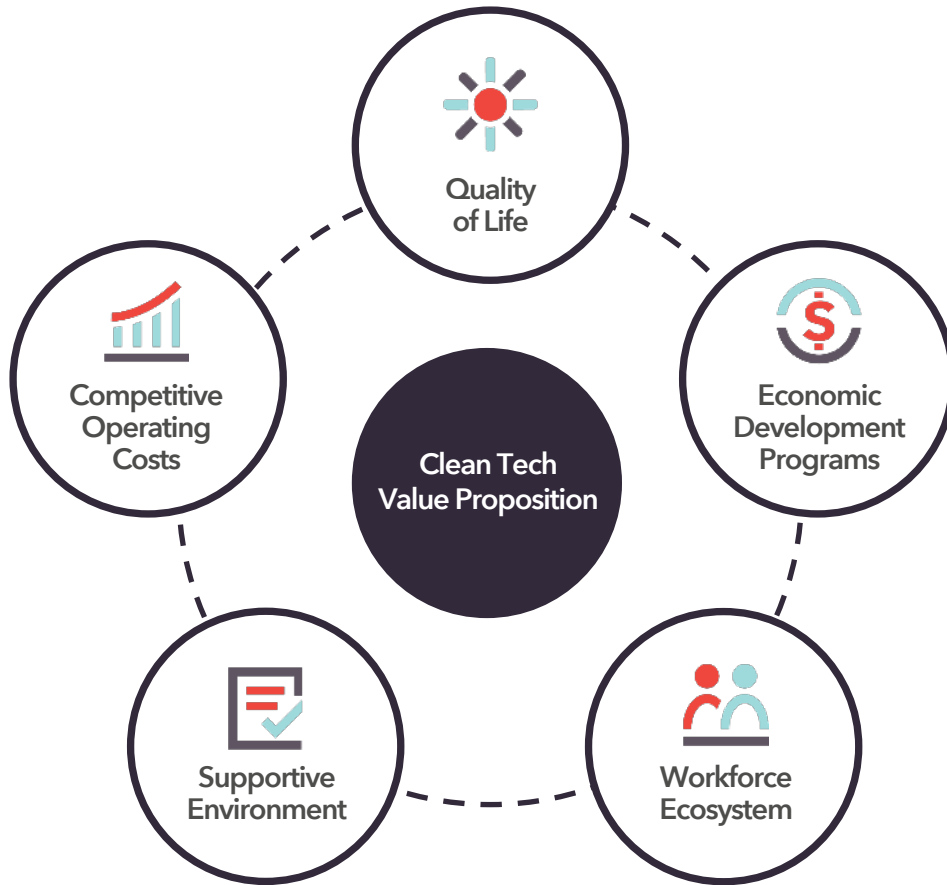 Quality
of Life
Economic
Development
Programs
Workforce
Ecosystem
Supportive
Environment
Competitive
Operating
Costs
Clean Tech
Value Proposition